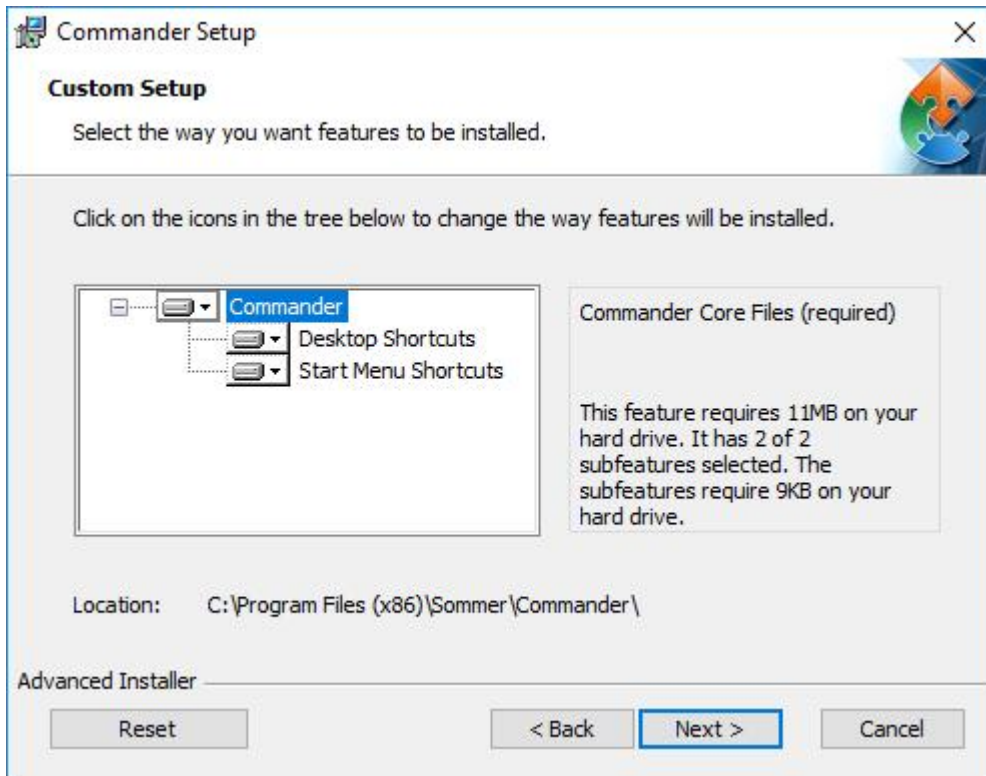 Commander Setup
Custom Setup
Select the way you want features to be installed.
Click on the icons in the tree below to change the way features will be installed.
Commander
Desktop Shortcuts
Start Menu Shortcuts
Commander Core Files (required)
This feature requires 11MB on your
hard drive. It has 2 of 2
subfeatures selected. The
subfeatures require 9KB on your
hard drive.
Location: C:\Program Files (x86)\Sommer\Commander\
Advanced Installer
Reset < Back Next > Cancel